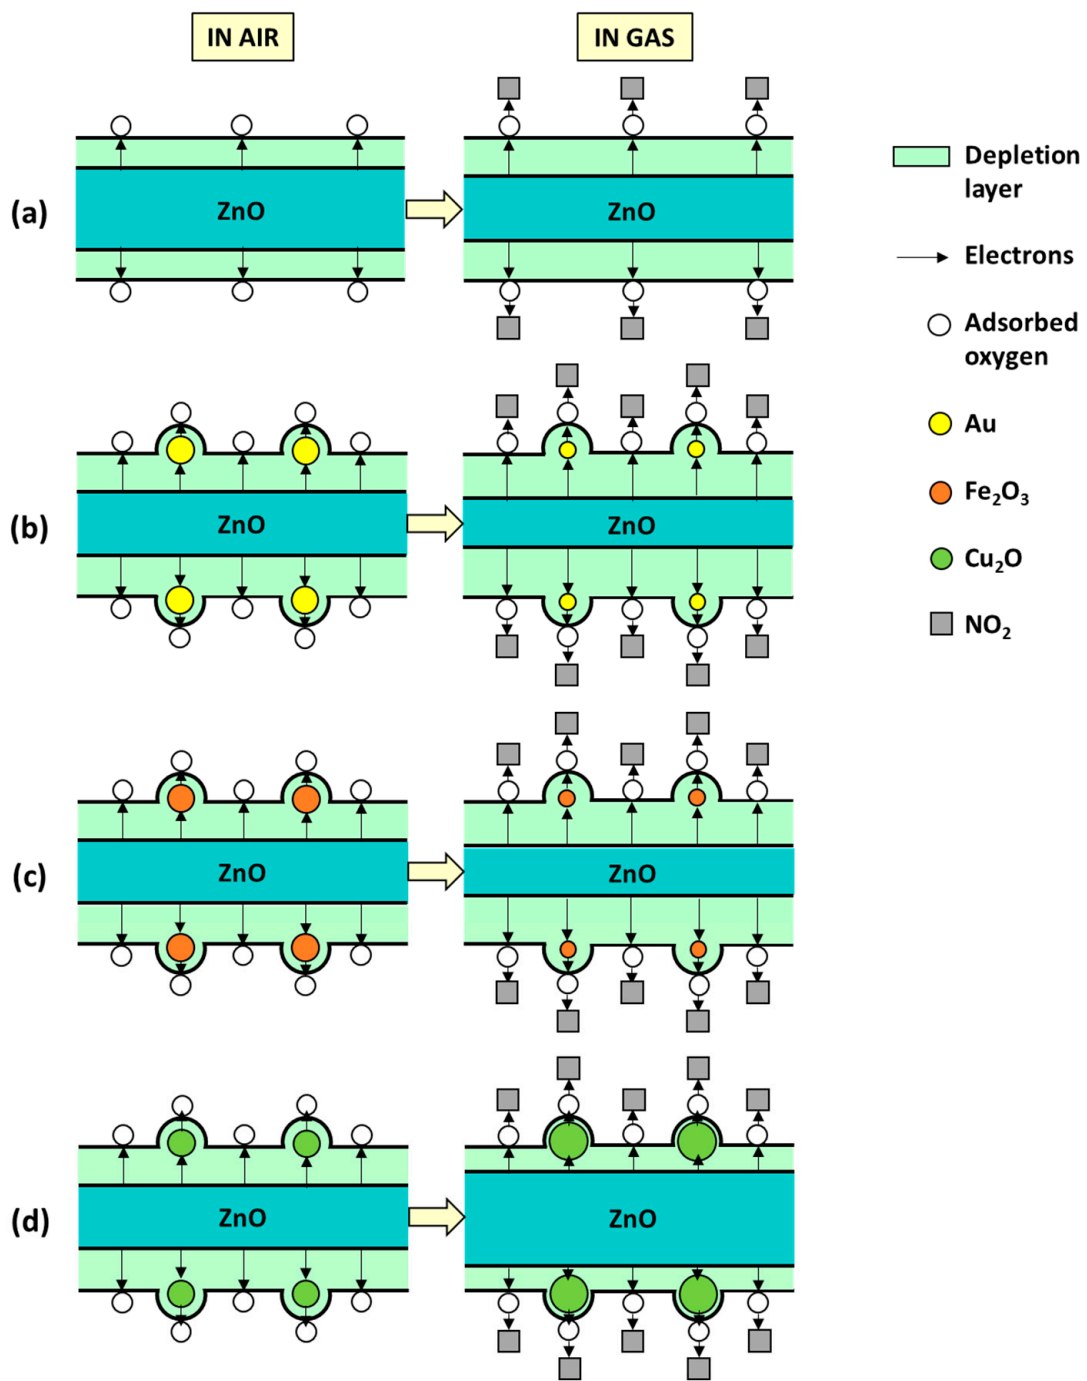 IN AIR
IN GAS
(a)
ZnO
ZnO
(b)
ZnO
ZnO
(c)
ZnO
ZnO
(d)
ZnO
ZnO
Depletion
layer
Electrons
Adsorbed
oxygen
Au
Fe₂O₃
Cu₂O
NO₂